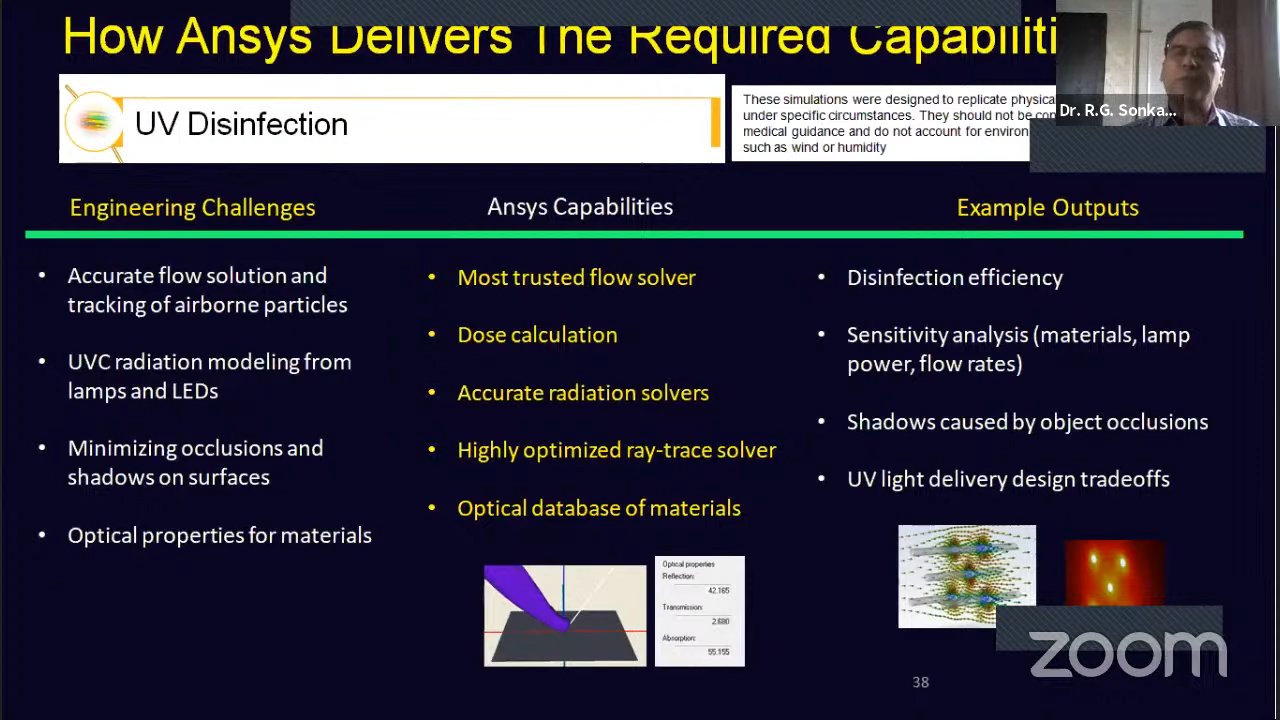 How Ansys Delivers The Required Capabiliti
UV Disinfection
These simulations were designed to replicate physica
under specific circumstances. They should not be con
medical guidance and do not account for environ
such as wind or humidity
Dr. R.G. Sonka...
Engineering Challenges
Ansys Capabilities
Example Outputs
• Accurate flow solution and
tracking of airborne particles
• UVC radiation modeling from
lamps and LEDs
• Minimizing occlusions and
shadows on surfaces
• Optical properties for materials
• Most trusted flow solver
• Dose calculation
• Accurate radiation solvers
• Highly optimized ray-trace solver
• Optical database of materials
• Disinfection efficiency
• Sensitivity analysis (materials, lamp
power, flow rates)
• Shadows caused by object occlusions
• UV light delivery design tradeoffs
Optical properties
Reflection:
42.165
Transmission:
2.680
Absorption:
55.155
38
zoom